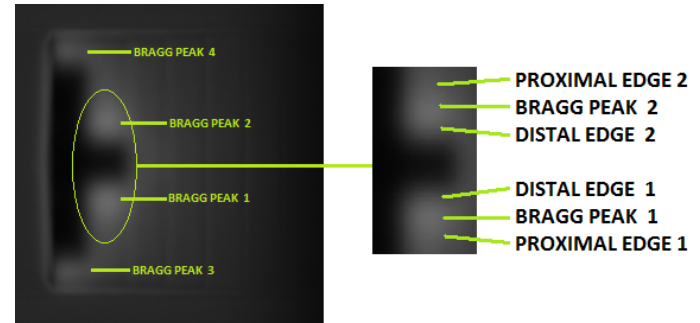 BRAGG PEAK 4
BRAGG PEAK 2
BRAGG PEAK 1
BRAGG PEAK 3
PROXIMAL EDGE 2
BRAGG PEAK 2
DISTAL EDGE 2
DISTAL EDGE 1
BRAGG PEAK 1
PROXIMAL EDGE 1